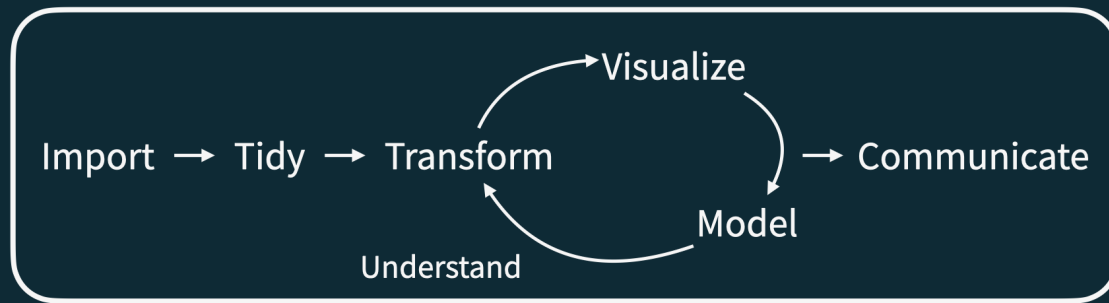 Visualize
Import → Tidy → Transform → Communicate
Model
Understand